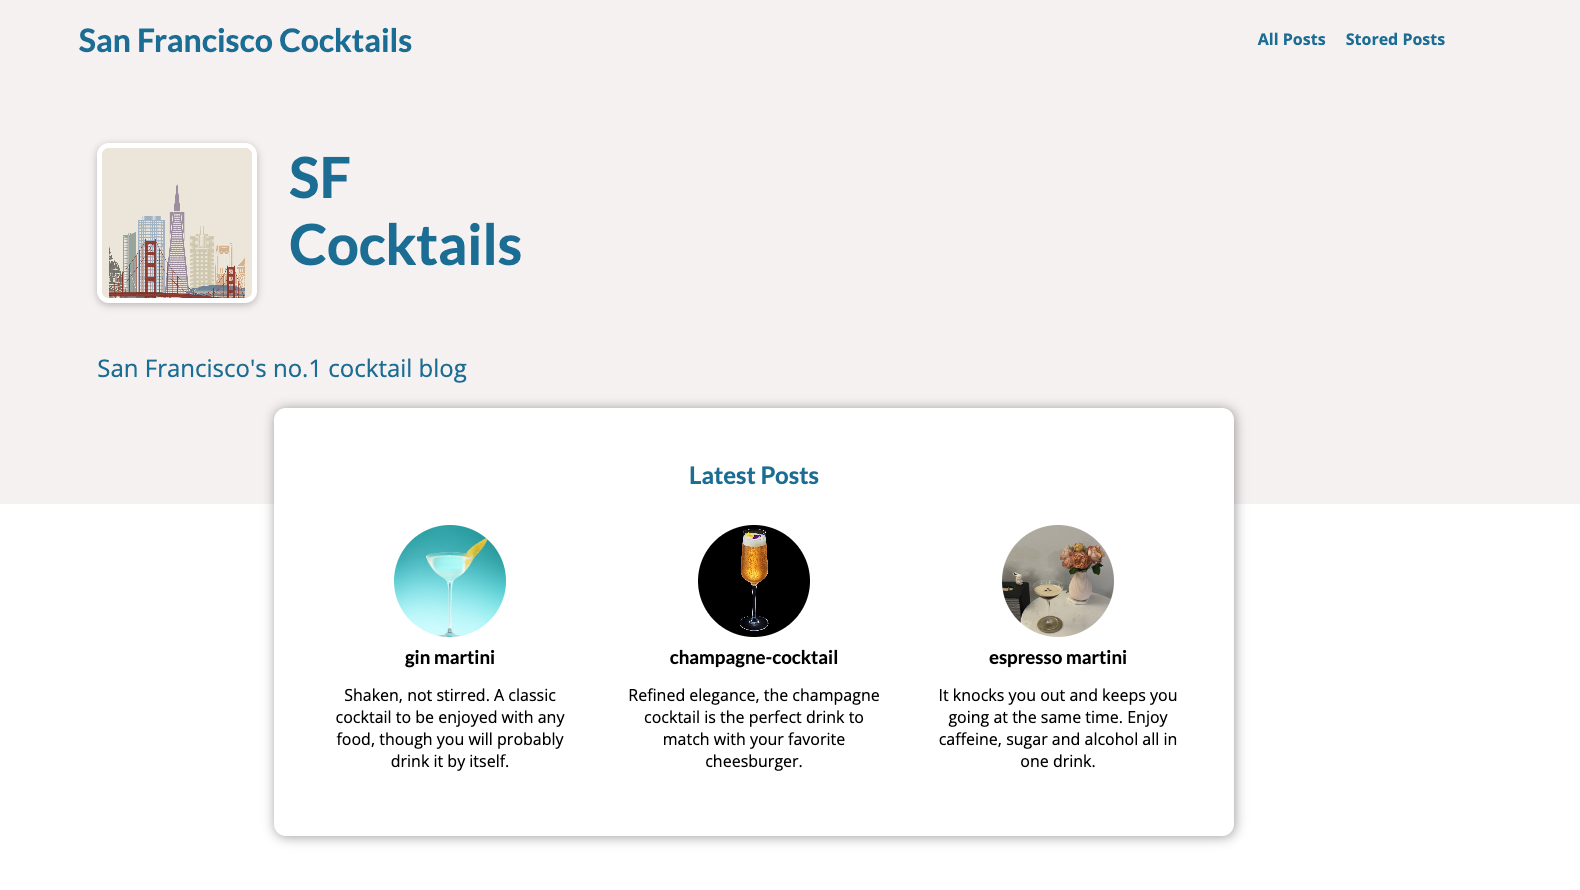 San Francisco Cocktails
All Posts Stored Posts
SF
Cocktails
San Francisco's no.1 cocktail blog
Latest Posts
gin martini
Shaken, not stirred. A classic
cocktail to be enjoyed with any
food, though you will probably
drink it by itself.
champagne-cocktail
Refined elegance, the champagne
cocktail is the perfect drink to
match with your favorite
cheesburger.
espresso martini
It knocks you out and keeps you
going at the same time. Enjoy
caffeine, sugar and alcohol all in
one drink.